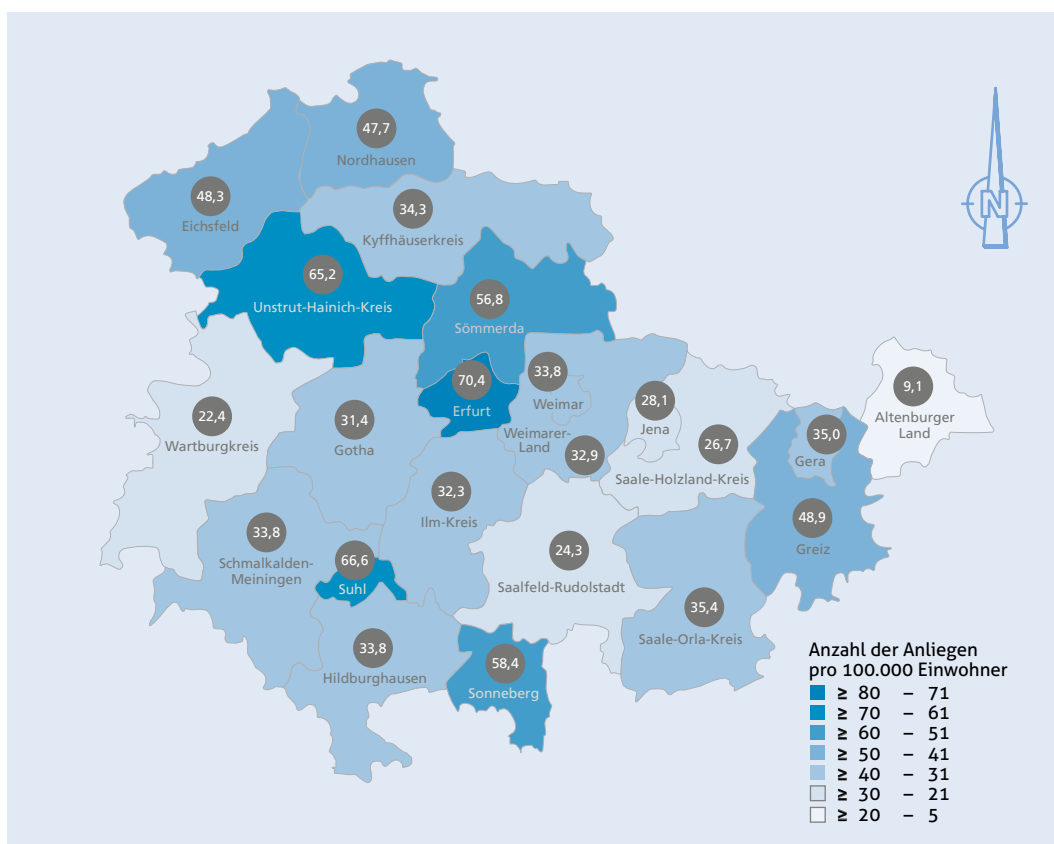 47,7
Nordhausen
48,3
Eichsfeld
34,3
Kyffhäuserkreis
65,2
Unstrut-Hainich-Kreis
56,8
Sömmerda
70,4
Erfurt
33,8
Weimar
Weimarer-
Land
32,9
28,1
Jena
26,7
Saale-Holzland-Kreis
9,1
Altenburger
Land
35,0
Gera
48,9
Greiz
22,4
Wartburgkreis
31,4
Gotha
32,3
Ilm-Kreis
33,8
Schmalkalden-
Meiningen
66,6
Suhl
24,3
Saalfeld-Rudolstadt
35,4
Saale-Orla-Kreis
33,8
Hildburghausen
58,4
Sonneberg
N
Anzahl der Anliegen
pro 100.000 Einwohner
≥ 80 – 71
≥ 70 – 61
≥ 60 – 51
≥ 50 – 41
≥ 40 – 31
≥ 30 – 21
≥ 20 – 5